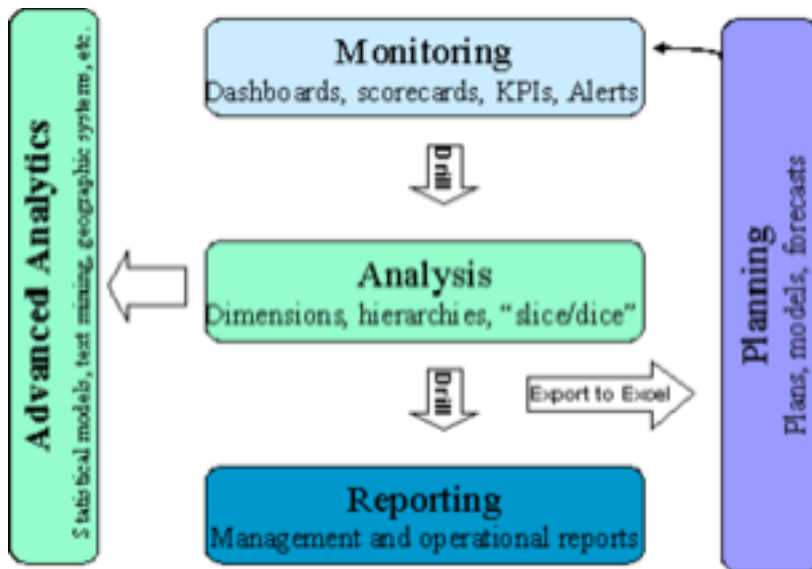 Monitoring
Dashboards, scorecards, KPIs, Alerts
Drill
Advanced Analytics
Statistical models, text mining, geographic systems, etc.
Analysis
Dimensions, hierarchies, “slice/dice”
Drill
Export to Excel
Planning
Plans, models, forecasts
Reporting
Management and operational reports